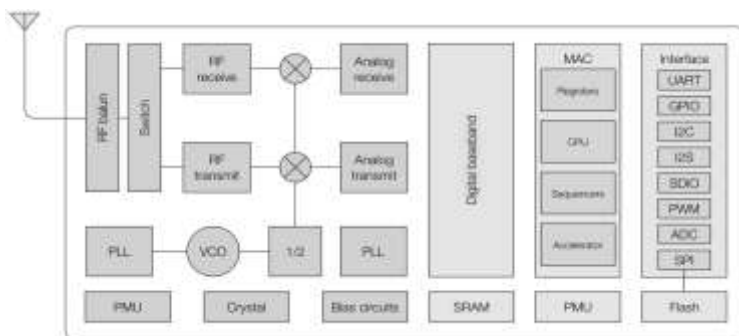 RF balun
Switch
RF
receive
Analog
receive
RF
transmit
Analog
transmit
PLL
VCO
1/2
PLL
PMU
Crystal
Bias circuits
Digital baseband
SRAM
MAC
Registers
CPU
Sequencers
Accelerator
PMU
Interface
UART
GPIO
I2C
I2S
SDIO
PWM
ADC
SPI
Flash